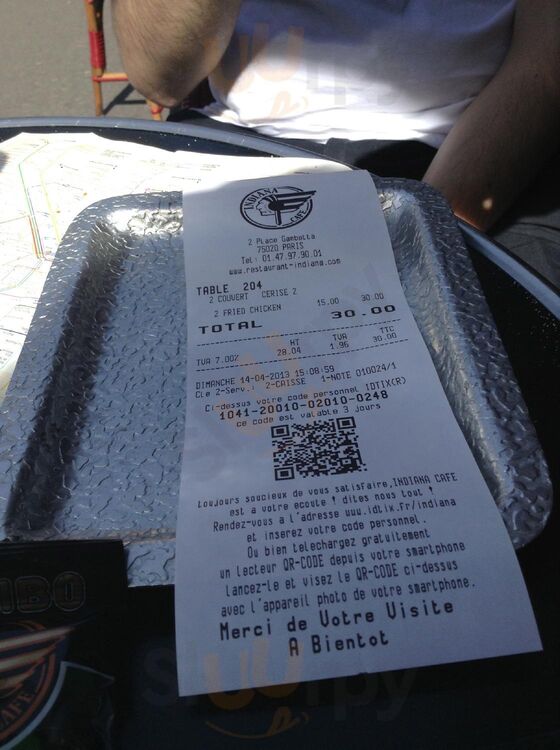 INDIANA
CAFE
2 Place Gambetta
75020 PARIS
Tel: 01.47.97.90.01
www.restaurant-indiana.com
TABLE 204
2 COUVERT CERISE 2
2 FRIED CHICKEN 15.00 30.00
TOTAL 30.00
HT TVA TTC
TVA 7.00% 28.04 1.96 30.00
DIMANCHE 14-04-2013 15:08:59
Cle 2-Serv.: 2-CAISSE 1-NOTE 010024/1
Ci-dessus votre code personnel IDTIX(R)
1041-20010-02010-0248
ce code est valable 3 jours
toujours soucieux de vous satisfaire,INDIANA CAFE
est a votre ecoute ! dites nous tout !
Rendez-vous a l'adresse www.idtix.fr/indiana
et inserez votre code personnel.
Ou bien telechargez gratuitement
un lecteur QR-CODE depuis votre smartphone
lancez-le et visez le QR-CODE ci-dessus
avec l'appareil photo de votre smartphone.
Merci de Votre Visite
A Bientot
CAFE